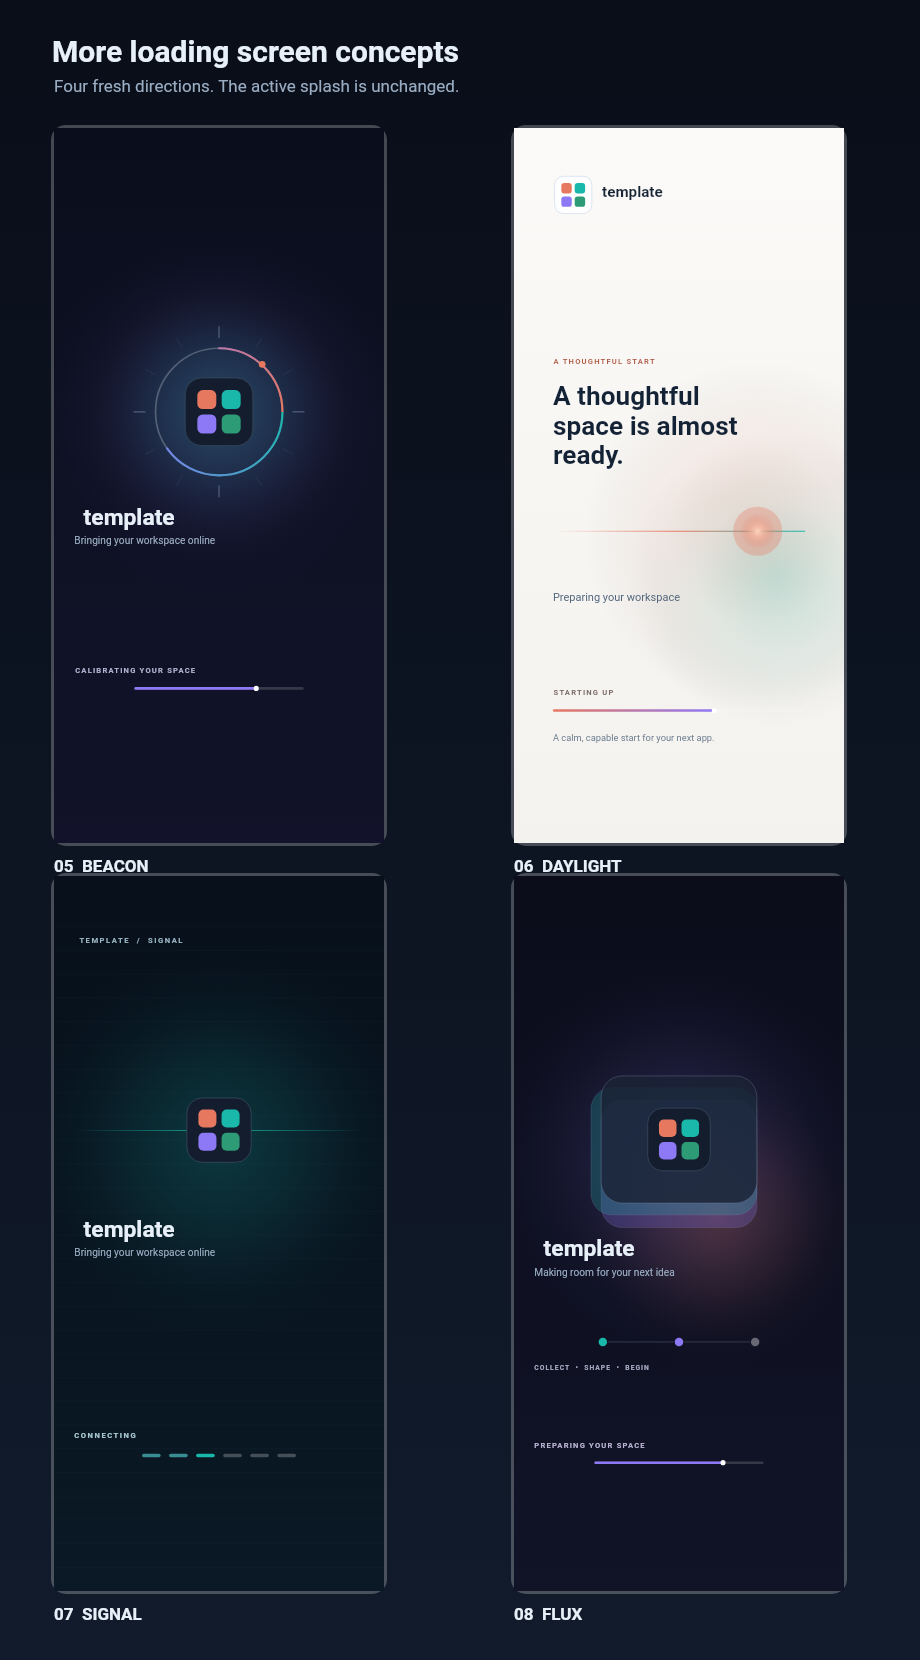 More loading screen concepts
Four fresh directions. The active splash is unchanged.
template
Bringing your workspace online
CALIBRATING YOUR SPACE
05 BEACON
template
A THOUGHTFUL START
A thoughtful
space is almost
ready.
Preparing your workspace
STARTING UP
A calm, capable start for your next app.
06 DAYLIGHT
TEMPLATE / SIGNAL
template
Bringing your workspace online
CONNECTING
07 SIGNAL
template
Making room for your next idea
COLLECT • SHAPE • BEGIN
PREPARING YOUR SPACE
08 FLUX